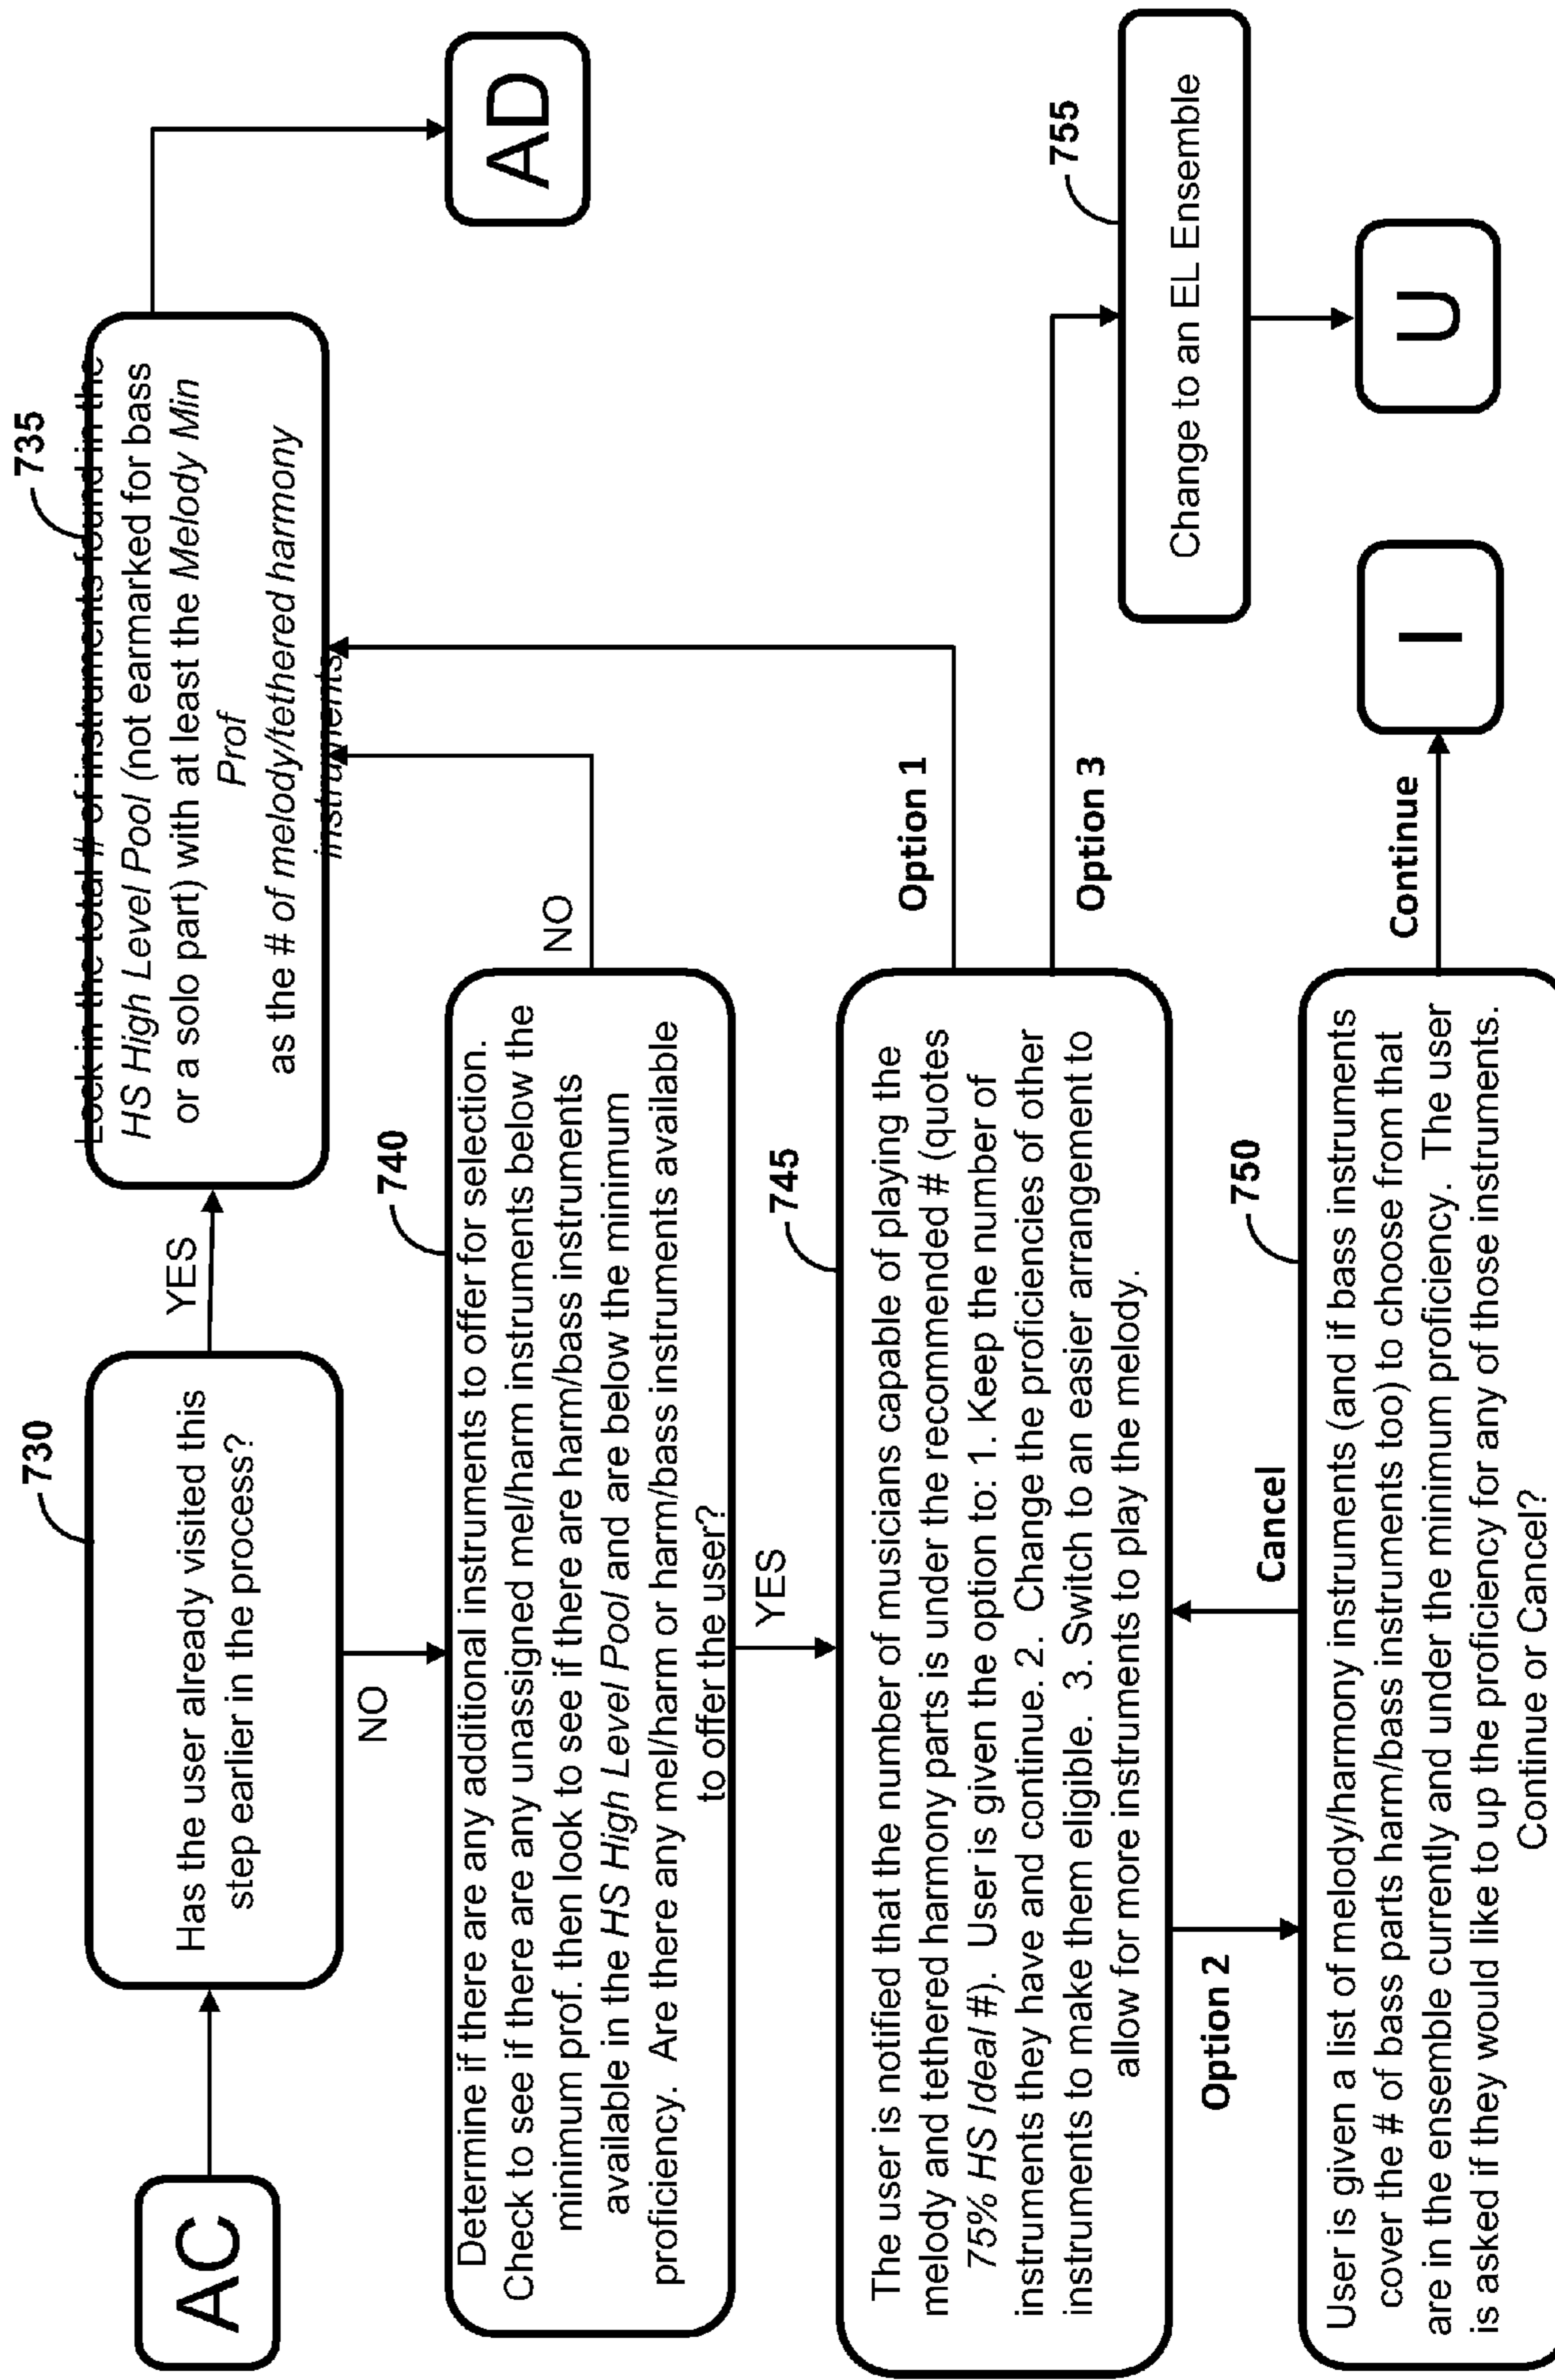 AC
730
Has the user already visited this
step earlier in the process?
YES
NO
735
Lock in the total # of instruments found in the
HS High Level Pool (not earmarked for bass
or a solo part) with at least the Melody Min
Prof
as the # of melody/tethered harmony
instruments
AD
740
Determine if there are any additional instruments to offer for selection.
Check to see if there are any unassigned mel/harm instruments below the
minimum prof. then look to see if there are harm/bass instruments
available in the HS High Level Pool and are below the minimum
proficiency. Are there any mel/harm or harm/bass instruments available
to offer the user?
NO
YES
745
The user is notified that the number of musicians capable of playing the
melody and tethered harmony parts is under the recommended # (quotes
75% HS Ideal #). User is given the option to: 1. Keep the number of
instruments they have and continue. 2. Change the proficiencies of other
instruments to make them eligible. 3. Switch to an easier arrangement to
allow for more instruments to play the melody.
Option 1
Option 3
755
Change to an EL Ensemble
U
Option 2
Cancel
750
User is given a list of melody/harmony instruments (and if bass instruments
cover the # of bass parts harm/bass instruments too) to choose from that
are in the ensemble currently and under the minimum proficiency. The user
is asked if they would like to up the proficiency for any of those instruments.
Continue or Cancel?
Continue
I